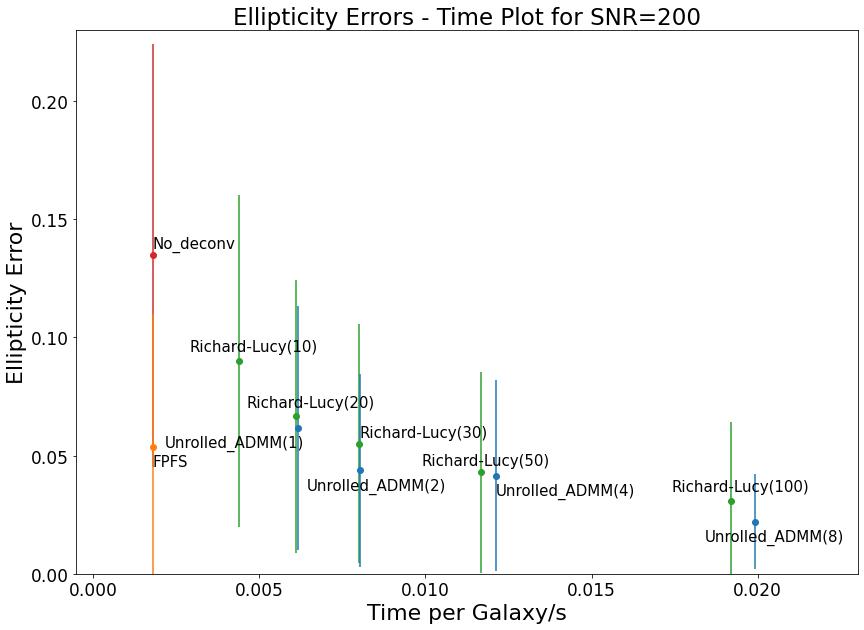 Ellipticity Errors - Time Plot for SNR=200
Ellipticity Error
0.20
0.15
0.10
0.05
0.00
No_deconv
Richard-Lucy(10)
Richard-Lucy(20)
Richard-Lucy(30)
Unrolled_ADMM(1)
FPFS
Richard-Lucy(50)
Unrolled_ADMM(2)
Unrolled_ADMM(4)
Richard-Lucy(100)
Unrolled_ADMM(8)
0.000
0.005
0.010
0.015
0.020
Time per Galaxy/s